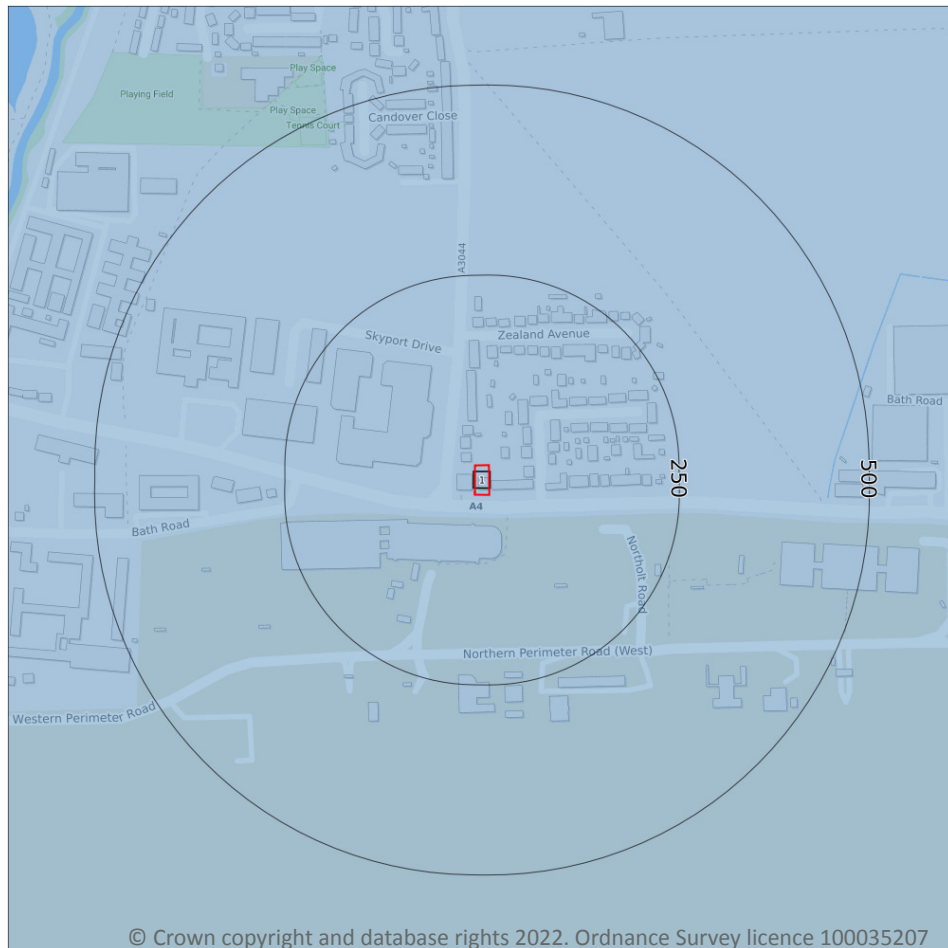 Play Space
Playing Field
Play Space
Tennis Court
Candover Close
A3044
Zealand Avenue
Skyport Drive
Bath Road
250
500
1
A4
Bath Road
Northolt Road
Northern Perimeter Road (West)
Western Perimeter Road
© Crown copyright and database rights 2022. Ordnance Survey licence 100035207